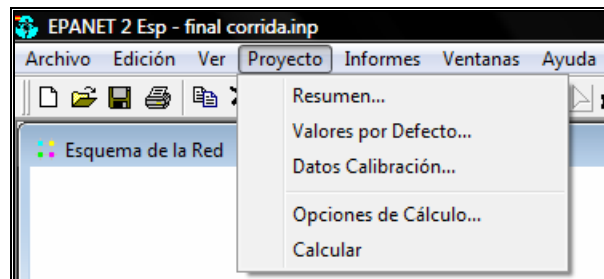 EPANET 2 Esp - final corrida.inp
Archivo Edición Ver Proyecto Informes Ventanas Ayuda
Resumen...
Valores por Defecto...
Esquema de la Red
Datos Calibración...
Opciones de Cálculo...
Calcular